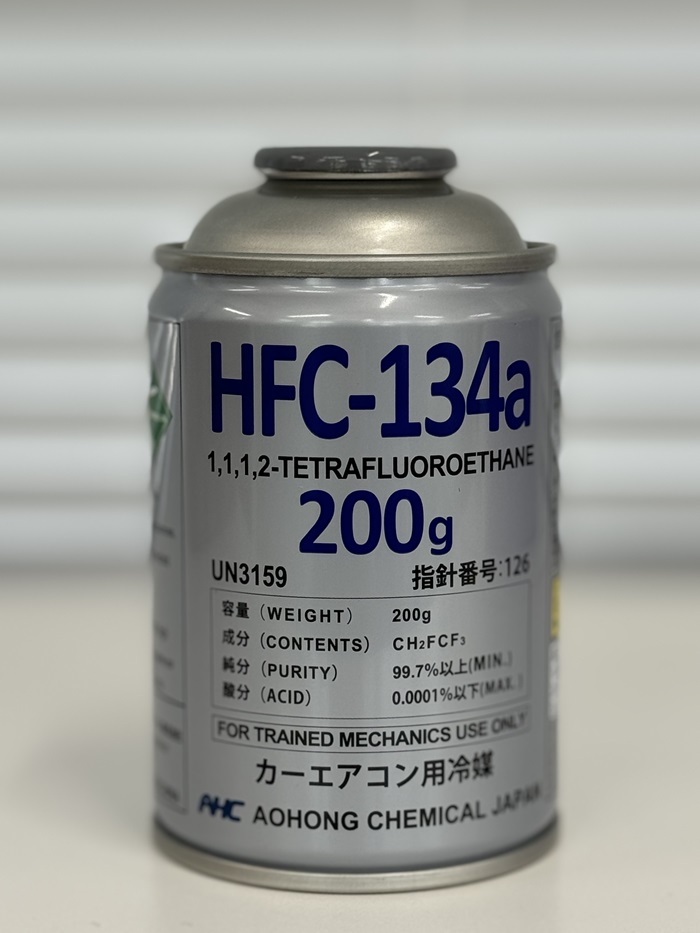 HFC-134a
1,1,1,2-TETRAFLUOROETHANE
200g
UN3159 指針番号:126
容量（WEIGHT） 200g
成分（CONTENTS） CH₂FCF₃
純分（PURITY） 99.7%以上(MIN.)
酸分（ACID） 0.0001%以下(MAX.)
FOR TRAINED MECHANICS USE ONLY
カーエアコン用冷媒
AHC AOHONG CHEMICAL JAPAN